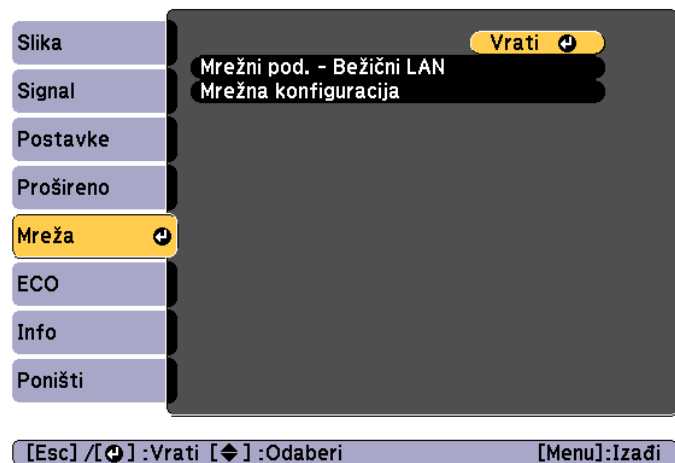 Slika
Signal
Postavke
Prošireno
Mreža
ECO
Info
Poništi
Vrati
Mrežni pod. - Bežični LAN
Mrežna konfiguracija
[Esc] /[⏎] :Vrati [◆] :Odaberi [Menu]:Izađi